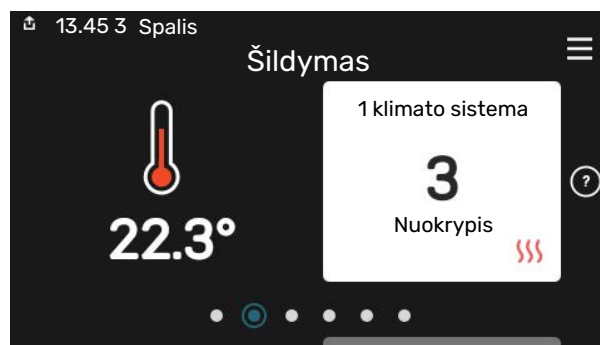 13.45 3 Spalis
Šildymas
1 klimato sistema
3
Nuokrypis
22.3°
?